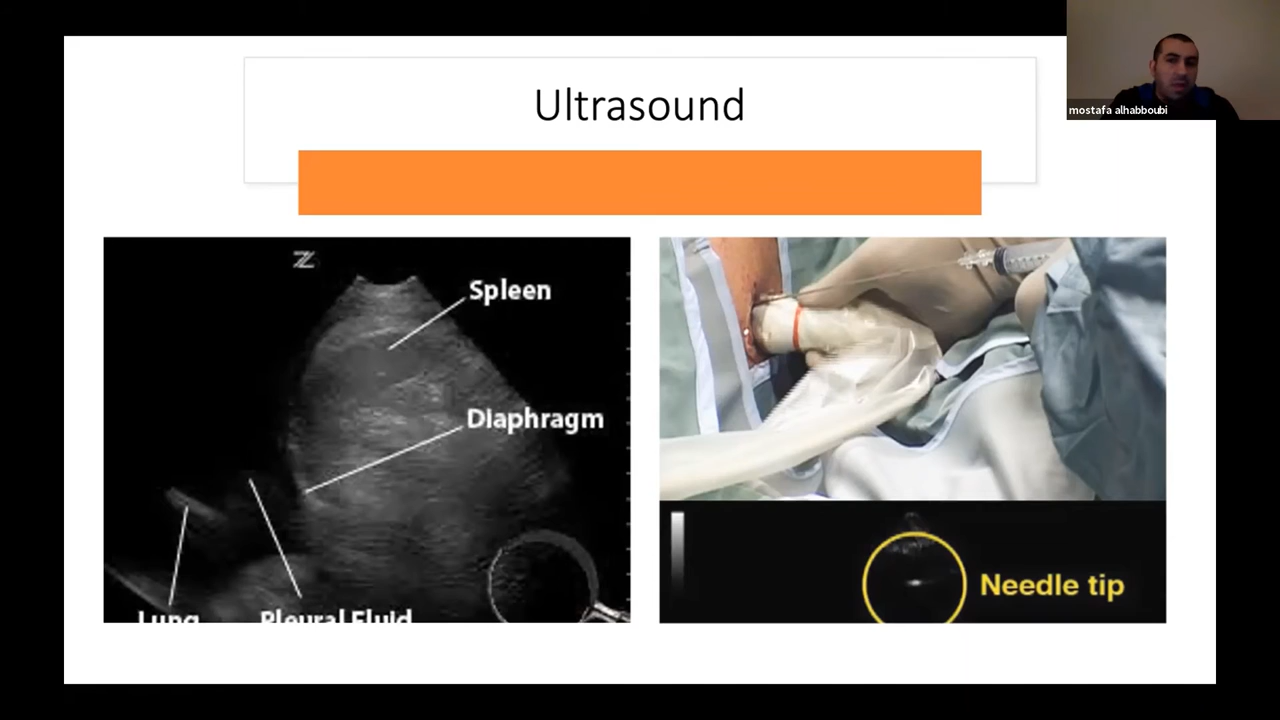 Ultrasound
mostafa alhabboubi
Z
Spleen
Diaphragm
Lung
Pleural Fluid
Needle tip